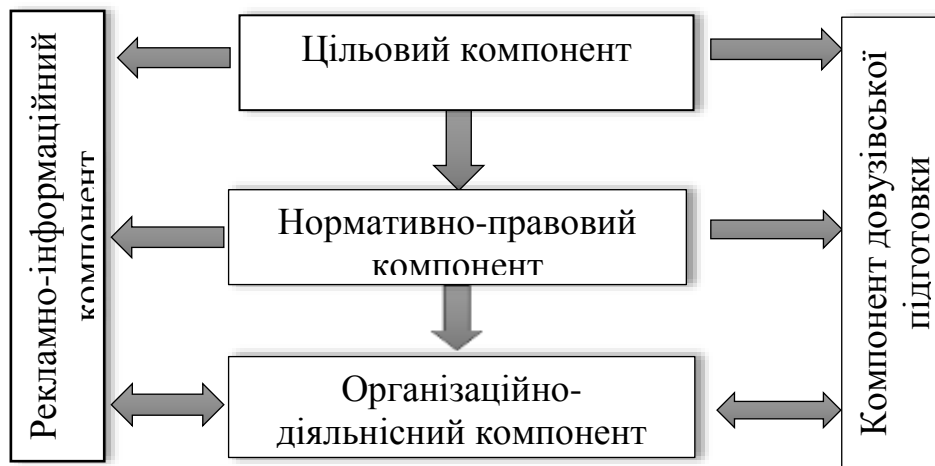 Рекламно-інформаційний
компонент
Цільовий компонент
Нормативно-правовий
компонент
Організаційно-
діяльнісний компонент
Компонент довузівської
підготовки